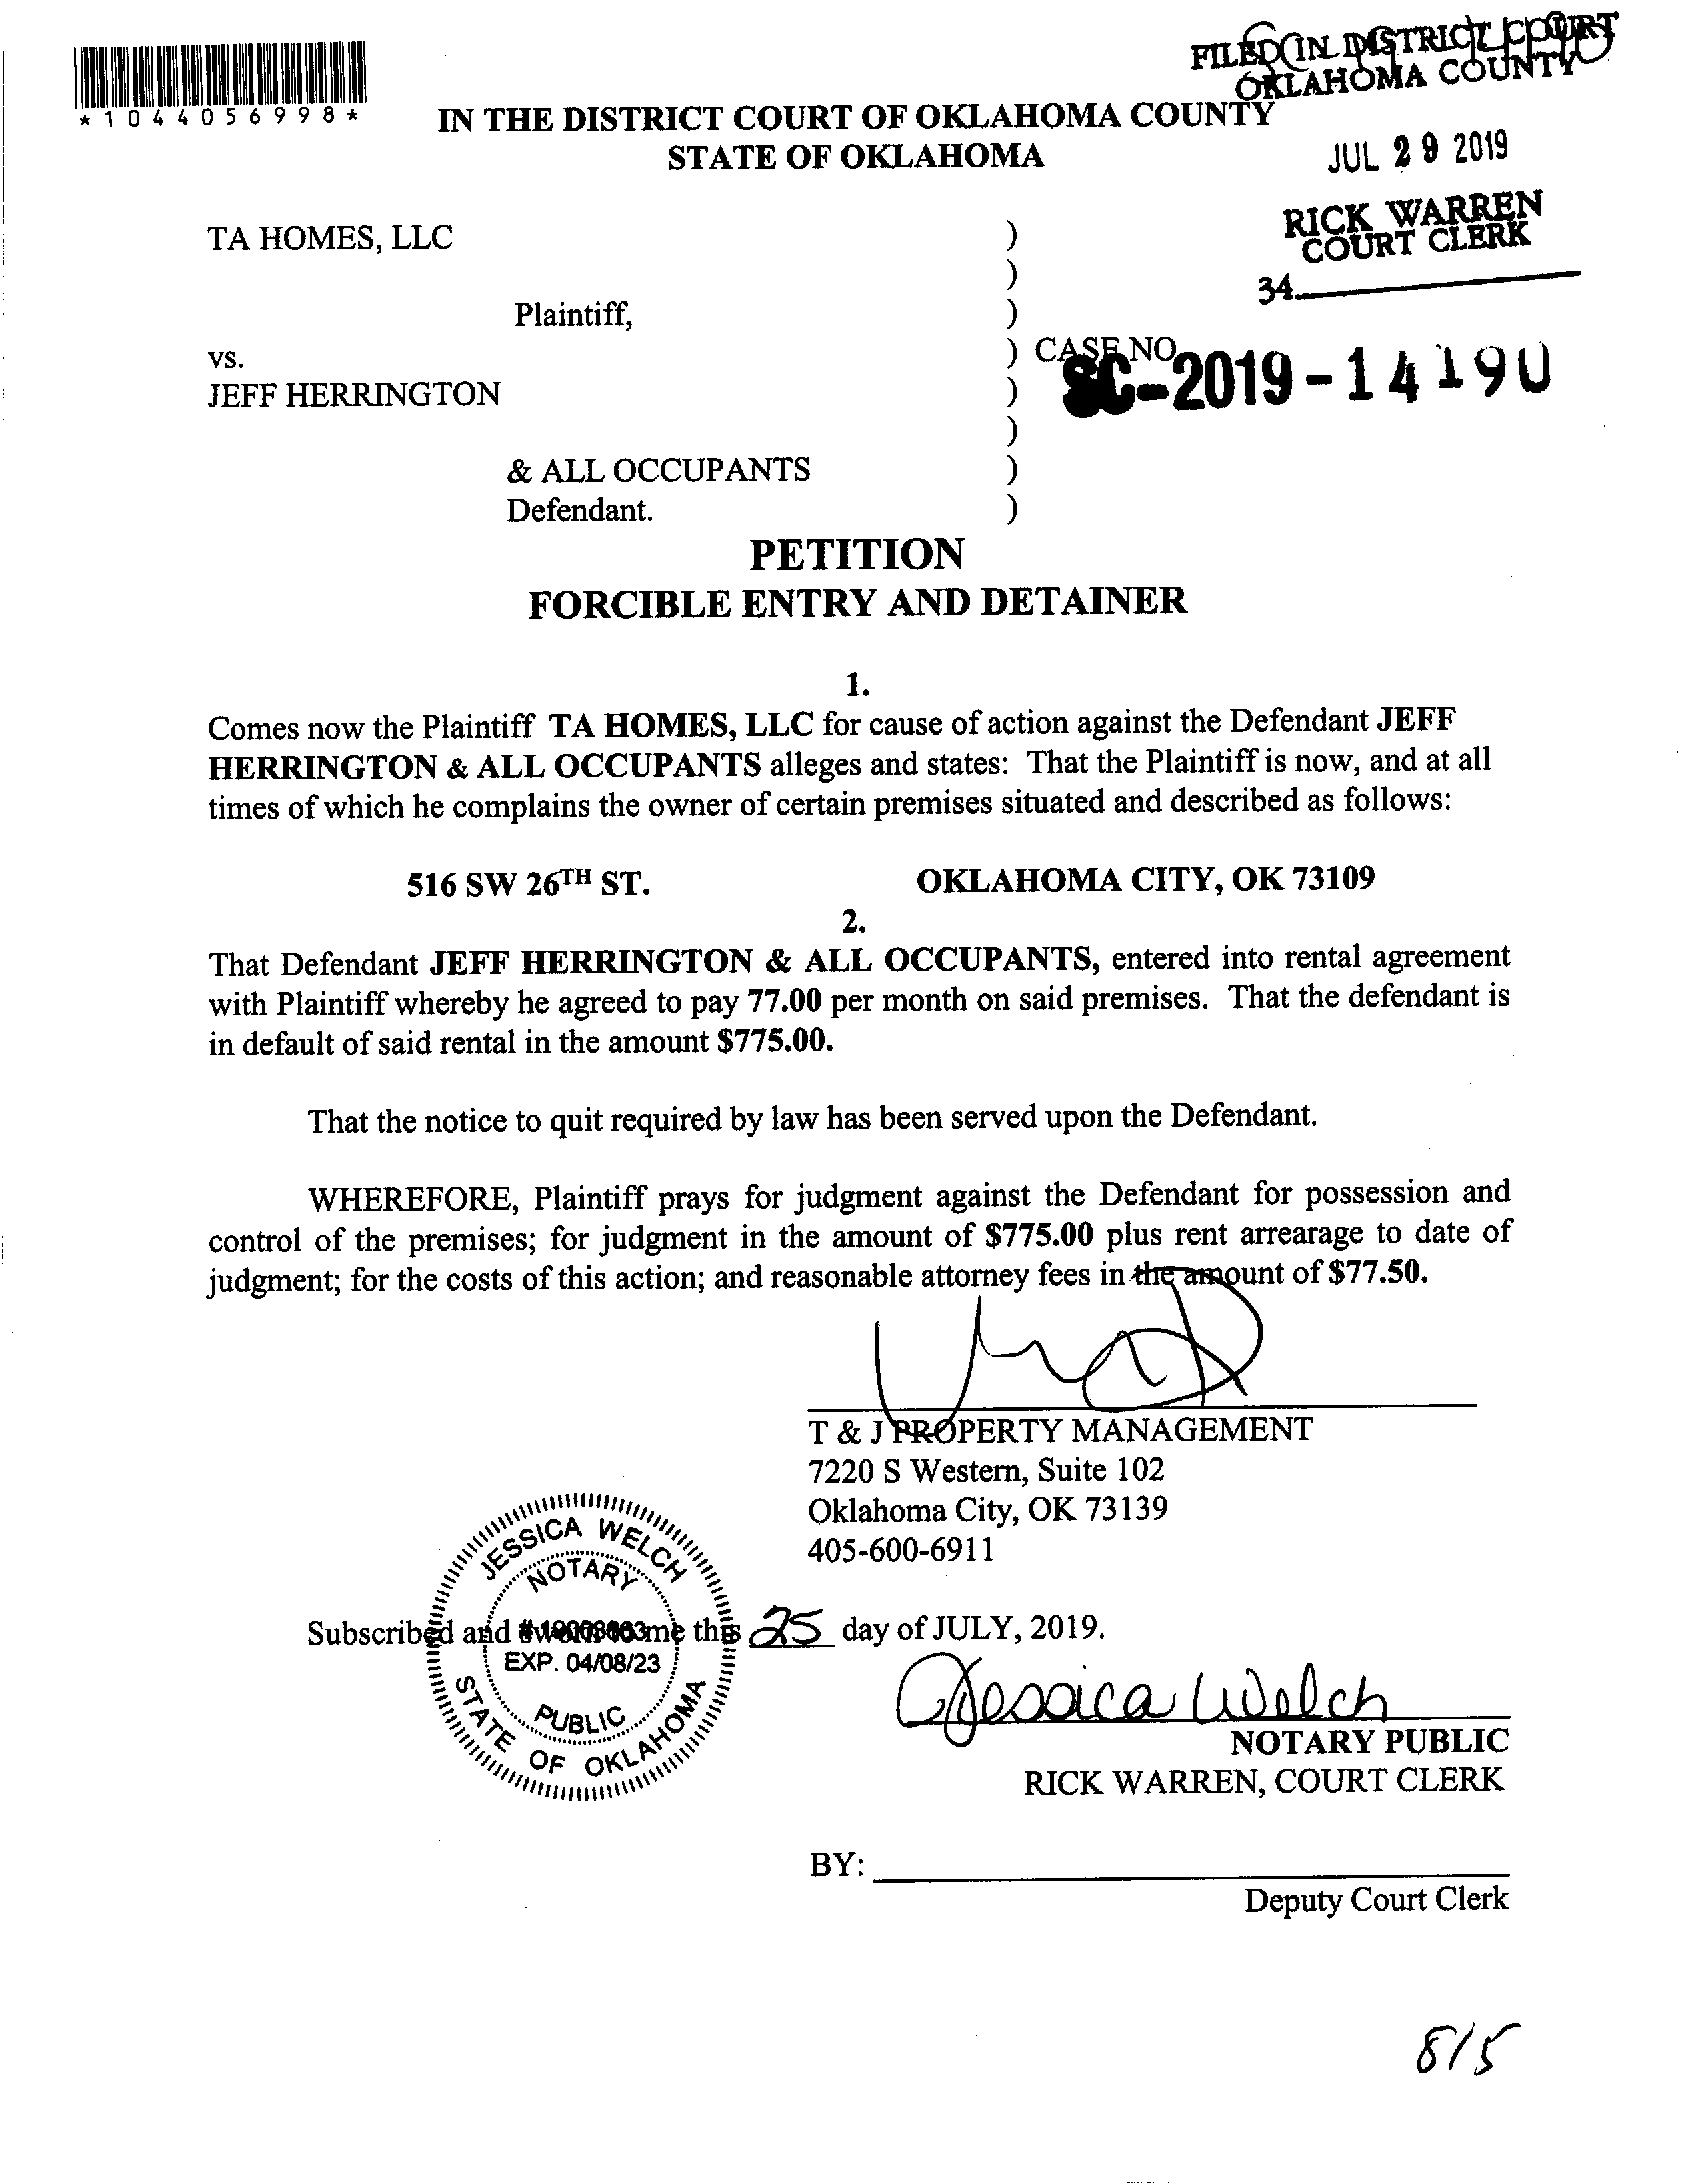 *1044056998*
FILED IN DISTRICT COURT
OKLAHOMA COUNTY
IN THE DISTRICT COURT OF OKLAHOMA COUNTY
STATE OF OKLAHOMA
JUL 29 2019
RICK WARREN
COURT CLERK
34
TA HOMES, LLC )
)
Plaintiff, )
vs. ) CASE NO.
SC-2019-14190
JEFF HERRINGTON )
)
& ALL OCCUPANTS )
Defendant. )
PETITION
FORCIBLE ENTRY AND DETAINER
1.
Comes now the Plaintiff TA HOMES, LLC for cause of action against the Defendant JEFF
HERRINGTON & ALL OCCUPANTS alleges and states: That the Plaintiff is now, and at all
times of which he complains the owner of certain premises situated and described as follows:
516 SW 26TH ST. OKLAHOMA CITY, OK 73109
2.
That Defendant JEFF HERRINGTON & ALL OCCUPANTS, entered into rental agreement
with Plaintiff whereby he agreed to pay 77.00 per month on said premises. That the defendant is
in default of said rental in the amount $775.00.
That the notice to quit required by law has been served upon the Defendant.
WHEREFORE, Plaintiff prays for judgment against the Defendant for possession and
control of the premises; for judgment in the amount of $775.00 plus rent arrearage to date of
judgment; for the costs of this action; and reasonable attorney fees in the amount of $77.50.
T & J PROPERTY MANAGEMENT
7220 S Western, Suite 102
Oklahoma City, OK 73139
405-600-6911
JESSICA WELCH
NOTARY
Subscribed and me this 25 day of JULY, 2019.
EXP. 04/08/23
PUBLIC
STATE OF OKLAHOMA
Jessica Welch
NOTARY PUBLIC
RICK WARREN, COURT CLERK
BY:
Deputy Court Clerk
8/5